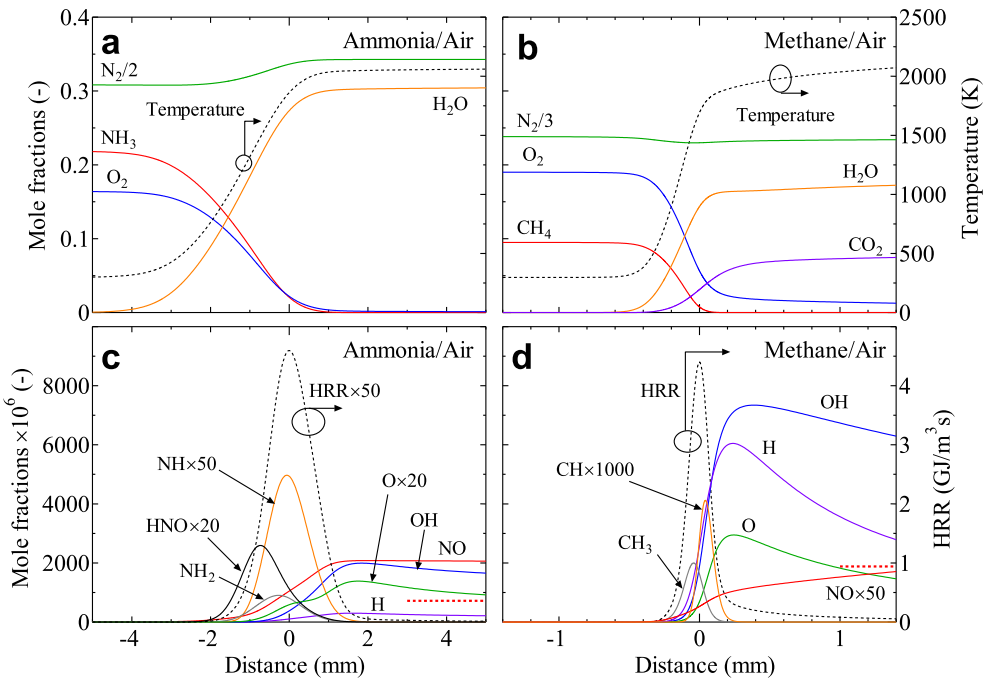 a
Ammonia/Air
N2/2
Temperature
H2O
NH3
O2
0.4
0.3
0.2
0.1
0
Mole fractions (-)
b
Methane/Air
N2/3
Temperature
O2
H2O
CH4
CO2
2500
2000
1500
1000
500
0
Temperature (K)
c
Ammonia/Air
HRR×50
NH×50
O×20
HNO×20
OH
NO
NH2
H
8000
6000
4000
2000
0
Mole fractions ×10^6 (-)
-4
-2
0
2
4
Distance (mm)
d
Methane/Air
HRR
OH
H
CH×1000
CH3
O
NO×50
4
3
2
1
0
HRR (GJ/m^3s)
-1
0
1
Distance (mm)